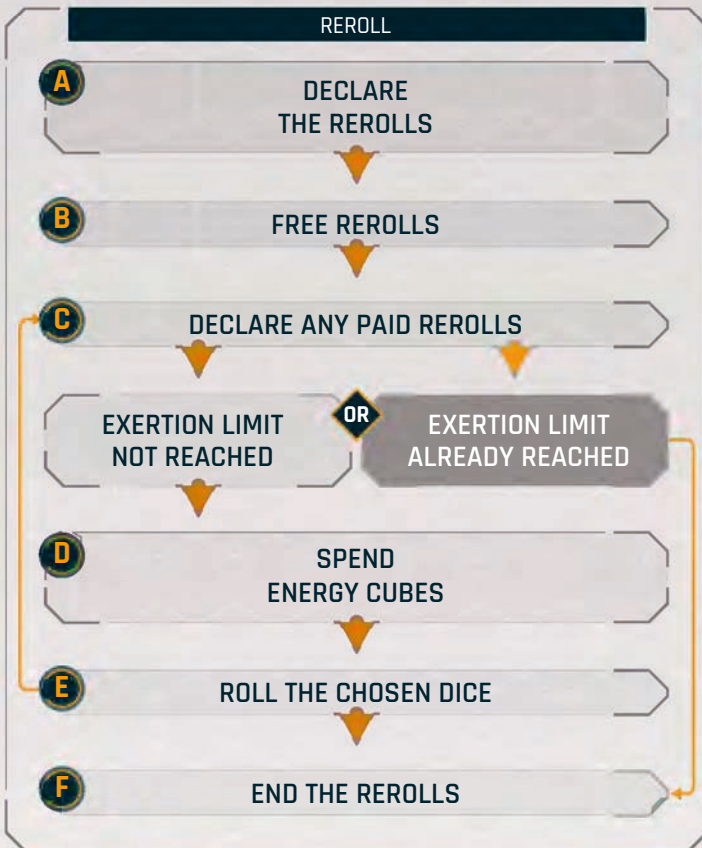 REROLL
A
DECLARE
THE REROLLS
B
FREE REROLLS
C
DECLARE ANY PAID REROLLS
EXERTION LIMIT
NOT REACHED
OR
EXERTION LIMIT
ALREADY REACHED
D
SPEND
ENERGY CUBES
E
ROLL THE CHOSEN DICE
F
END THE REROLLS